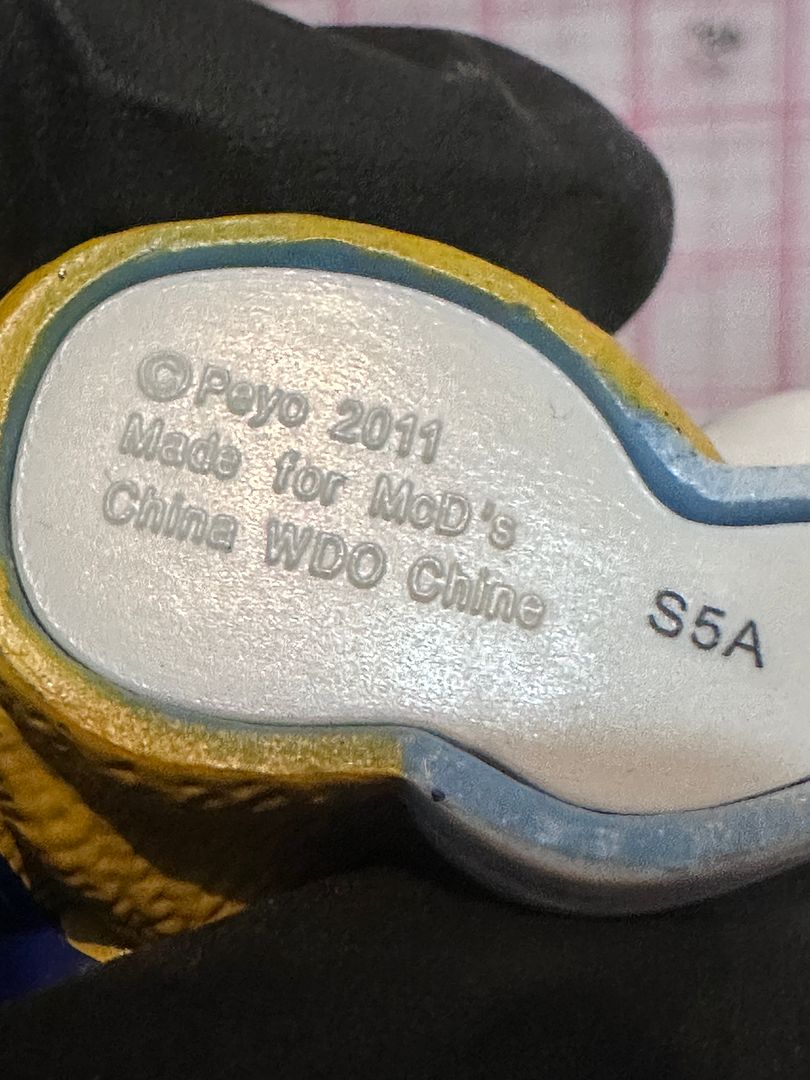 ©Peyo 2011
Made for McD's
China WDO Chine
S5A